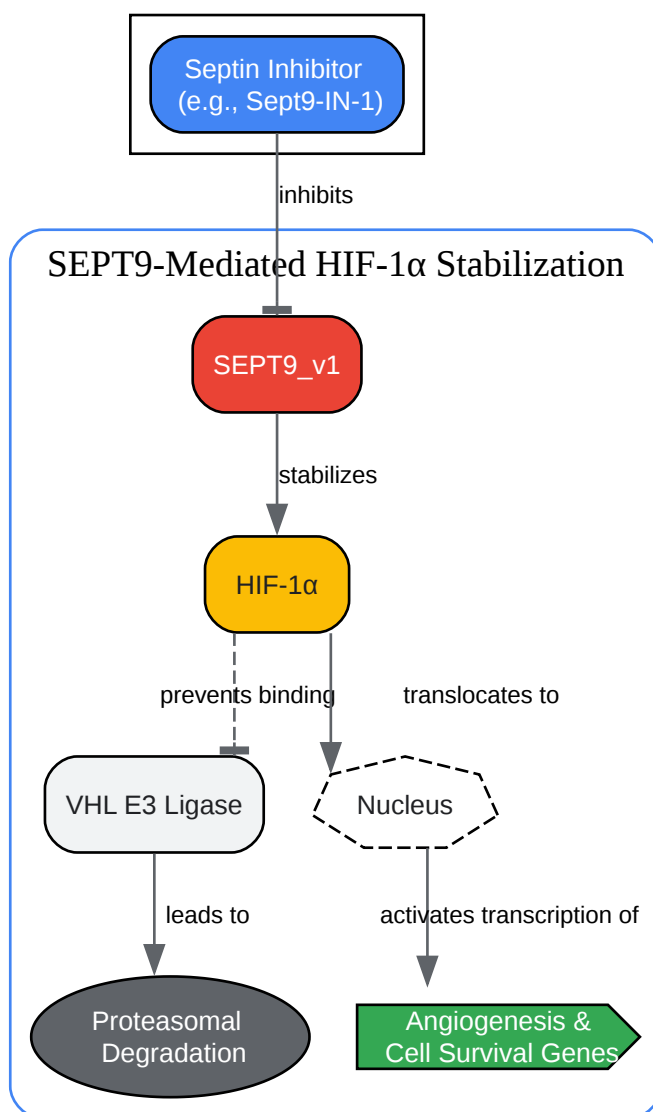 Septin Inhibitor
(e.g., Sept9-IN-1)
inhibits
SEPT9-Mediated HIF-1α Stabilization
SEPT9_v1
stabilizes
HIF-1α
prevents binding
translocates to
VHL E3 Ligase
Nucleus
leads to
activates transcription of
Proteasomal
Degradation
Angiogenesis &
Cell Survival Genes